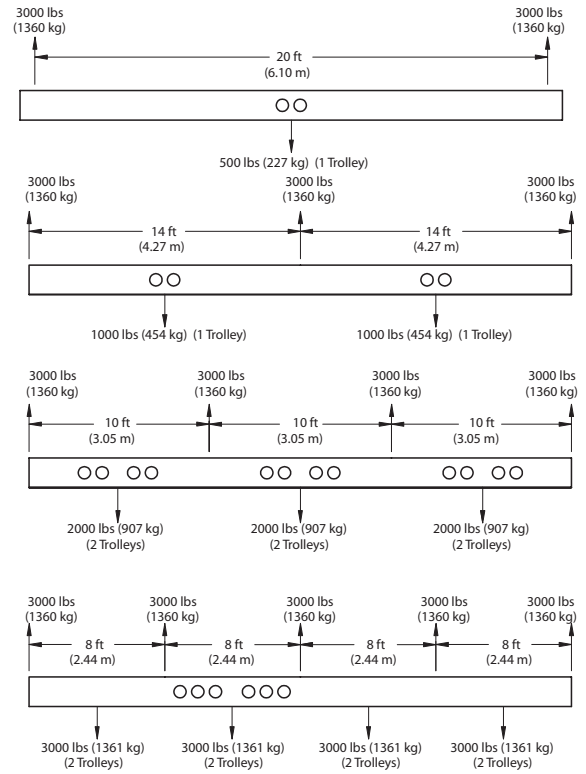 3000 lbs 3000 lbs
(1360 kg) (1360 kg)
20 ft
(6.10 m)
500 lbs (227 kg) (1 Trolley)
3000 lbs 3000 lbs 3000 lbs
(1360 kg) (1360 kg) (1360 kg)
14 ft 14 ft
(4.27 m) (4.27 m)
1000 lbs (454 kg) (1 Trolley) 1000 lbs (454 kg) (1 Trolley)
3000 lbs 3000 lbs 3000 lbs 3000 lbs
(1360 kg) (1360 kg) (1360 kg) (1360 kg)
10 ft 10 ft 10 ft
(3.05 m) (3.05 m) (3.05 m)
2000 lbs (907 kg) 2000 lbs (907 kg) 2000 lbs (907 kg)
(2 Trolleys) (2 Trolleys) (2 Trolleys)
3000 lbs 3000 lbs 3000 lbs 3000 lbs 3000 lbs
(1360 kg) (1360 kg) (1360 kg) (1360 kg) (1360 kg)
8 ft 8 ft 8 ft 8 ft
(2.44 m) (2.44 m) (2.44 m) (2.44 m)
3000 lbs (1361 kg) 3000 lbs (1361 kg) 3000 lbs (1361 kg) 3000 lbs (1361 kg)
(2 Trolleys) (2 Trolleys) (2 Trolleys) (2 Trolleys)